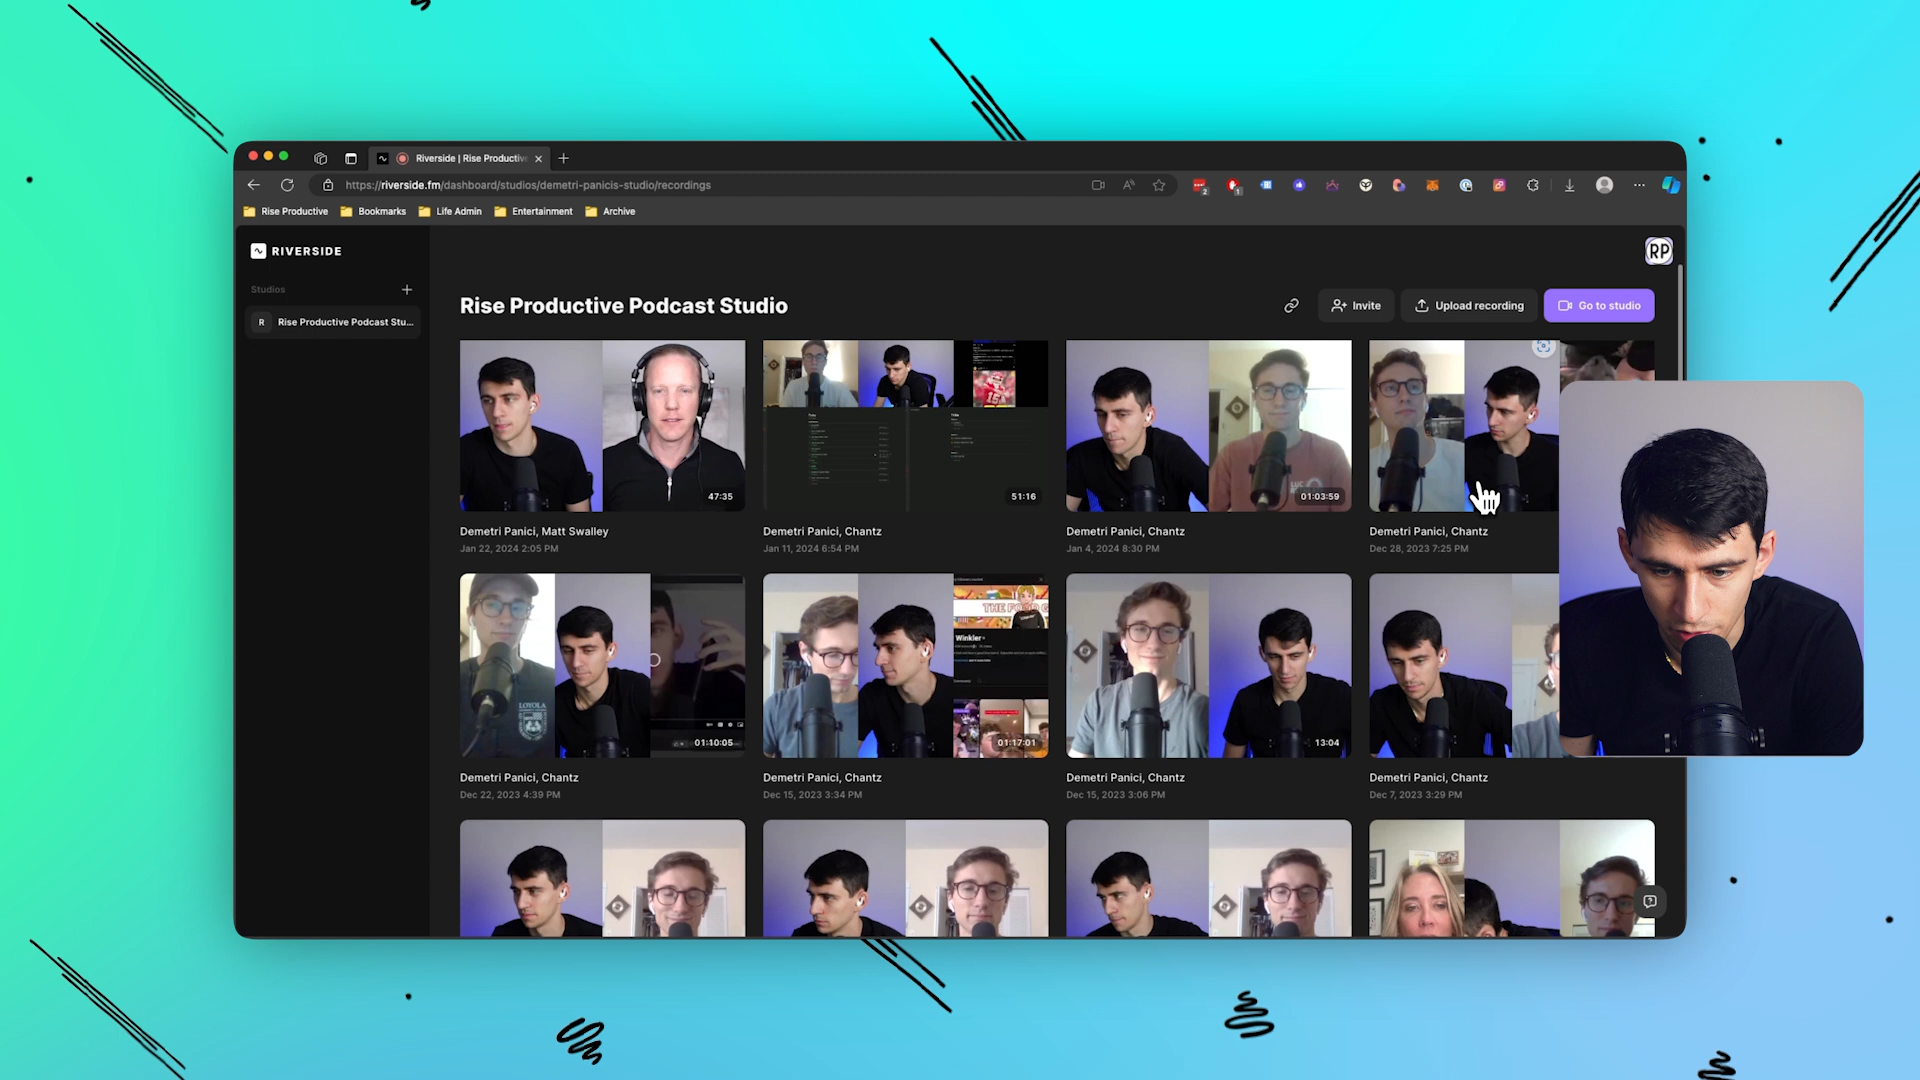 Riverside | Rise Productiv
https://riverside.fm/dashboard/studios/demetri-panicis-studio/recordings
Rise Productive
Bookmarks
Life Admin
Entertainment
Archive
RIVERSIDE
RP
Studios
R
Rise Productive Podcast Stu...
Rise Productive Podcast Studio
Invite
Upload recording
Go to studio
47:35
51:16
01:03:59
Demetri Panici, Matt Swalley
Jan 22, 2024 2:05 PM
Demetri Panici, Chantz
Jan 11, 2024 6:54 PM
Demetri Panici, Chantz
Jan 4, 2024 8:30 PM
Demetri Panici, Chantz
Dec 28, 2023 7:25 PM
LOYOLA
01:10:05
THE FOOD G
Winkler
01:17:01
13:04
Demetri Panici, Chantz
Dec 22, 2023 4:39 PM
Demetri Panici, Chantz
Dec 15, 2023 3:34 PM
Demetri Panici, Chantz
Dec 15, 2023 3:06 PM
Demetri Panici, Chantz
Dec 7, 2023 3:29 PM